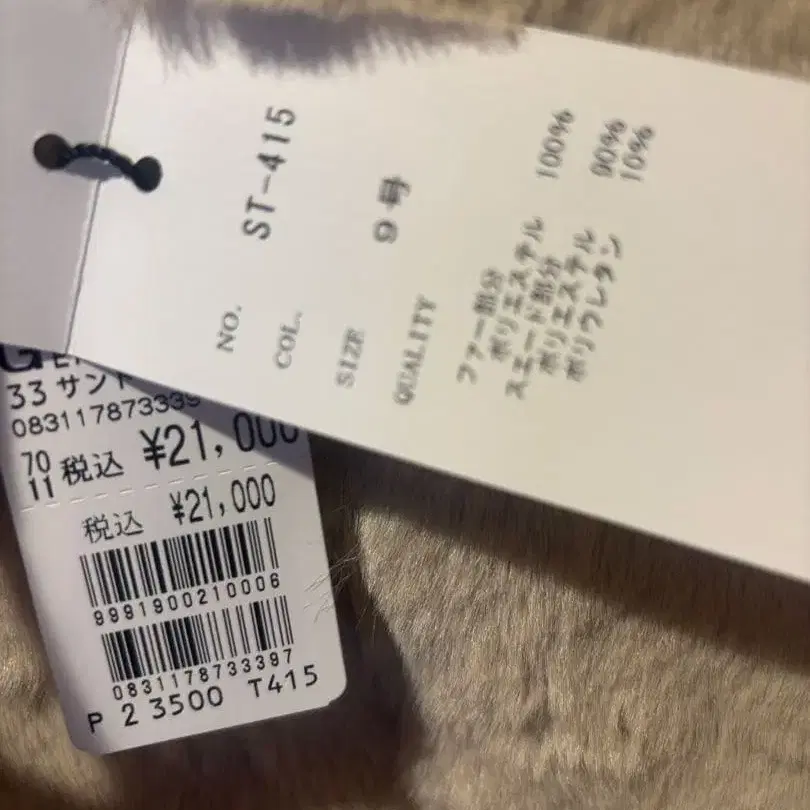 NO. ST-415
COL.
SIZE 9号
QUALITY
ファー部分
ポリエステル 100%
スエード部分
ポリエステル 90%
ポリウレタン 10%
33 サンド
0831178733397
70
11 税込 ¥21,000
税込 ¥21,000
9981900210006
0831178733397
P 2 3500 T415